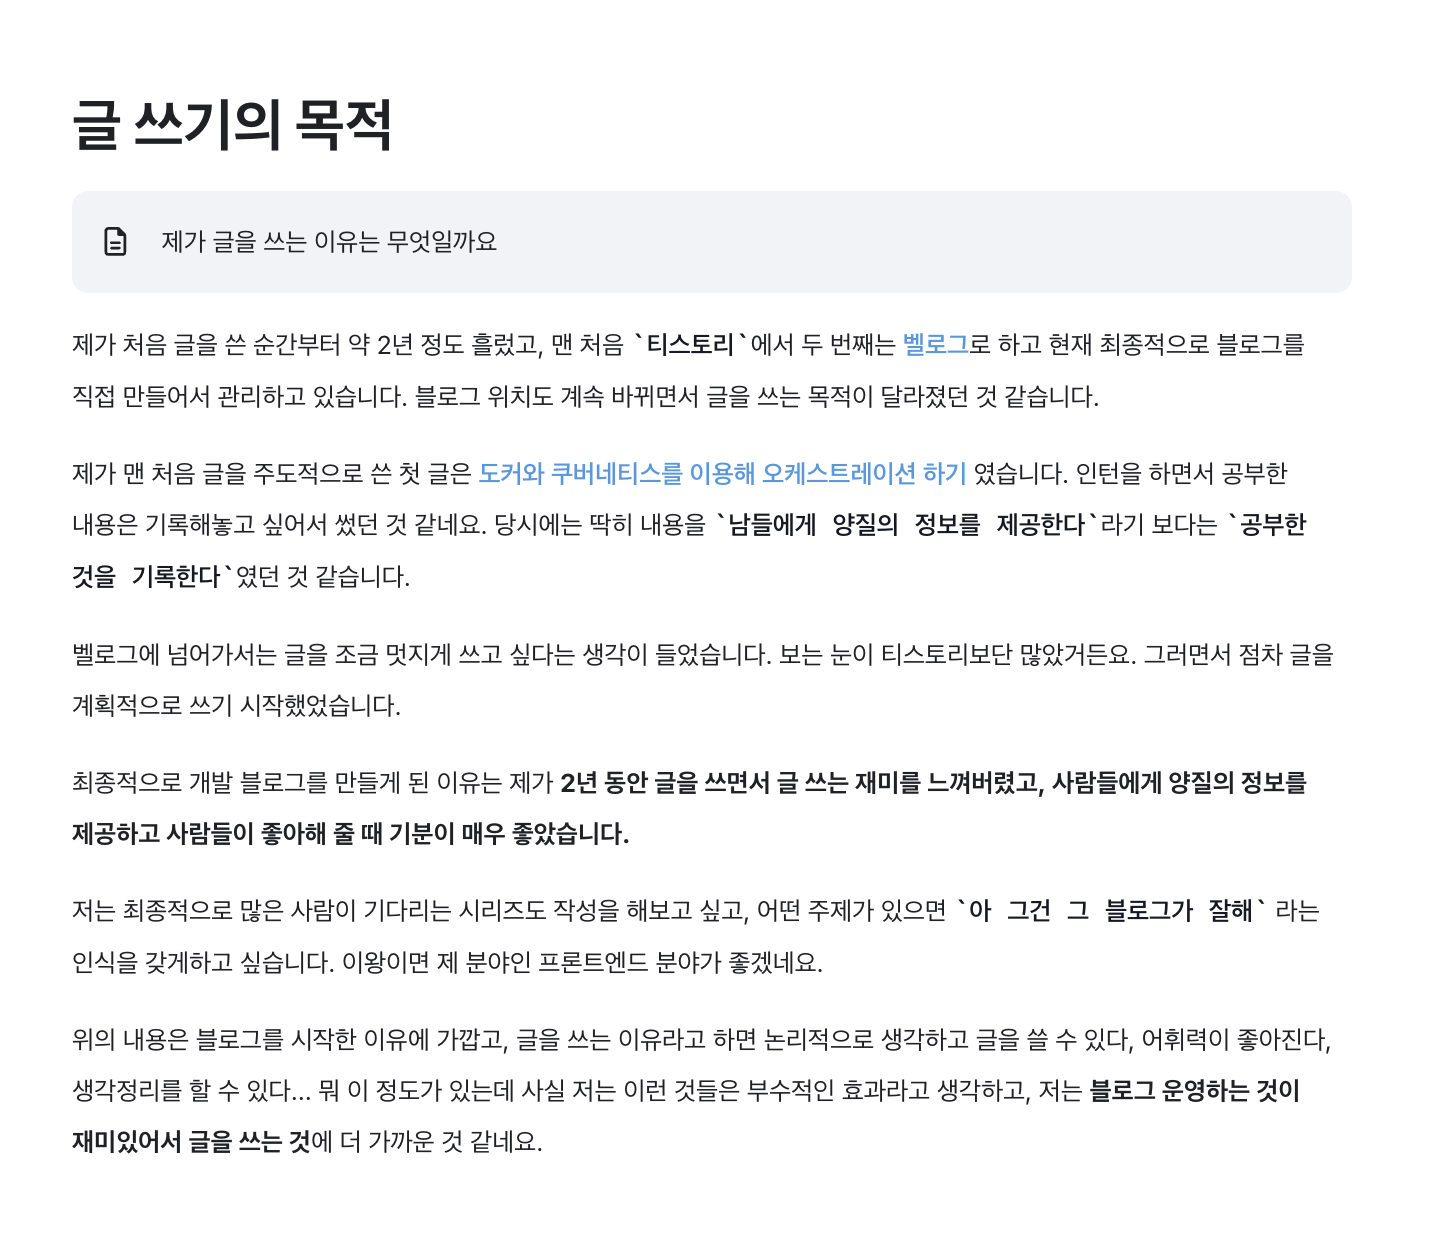 글 쓰기의 목적
제가 글을 쓰는 이유는 무엇일까요
제가 처음 글을 쓴 순간부터 약 2년 정도 흘렀고, 맨 처음 `티스토리`에서 두 번째는 벨로그로 하고 현재 최종적으로 블로그를
직접 만들어서 관리하고 있습니다. 블로그 위치도 계속 바뀌면서 글을 쓰는 목적이 달라졌던 것 같습니다.
제가 맨 처음 글을 주도적으로 쓴 첫 글은 도커와 쿠버네티스를 이용해 오케스트레이션 하기 였습니다. 인턴을 하면서 공부한
내용은 기록해놓고 싶어서 썼던 것 같네요. 당시에는 딱히 내용을 `남들에게 양질의 정보를 제공한다`라기 보다는 `공부한
것을 기록한다`였던 것 같습니다.
벨로그에 넘어가서는 글을 조금 멋지게 쓰고 싶다는 생각이 들었습니다. 보는 눈이 티스토리보단 많았거든요. 그러면서 점차 글을
계획적으로 쓰기 시작했었습니다.
최종적으로 개발 블로그를 만들게 된 이유는 제가 2년 동안 글을 쓰면서 글 쓰는 재미를 느껴버렸고, 사람들에게 양질의 정보를
제공하고 사람들이 좋아해 줄 때 기분이 매우 좋았습니다.
저는 최종적으로 많은 사람이 기다리는 시리즈도 작성을 해보고 싶고, 어떤 주제가 있으면 `아 그건 그 블로그가 잘해` 라는
인식을 갖게하고 싶습니다. 이왕이면 제 분야인 프론트엔드 분야가 좋겠네요.
위의 내용은 블로그를 시작한 이유에 가깝고, 글을 쓰는 이유라고 하면 논리적으로 생각하고 글을 쓸 수 있다, 어휘력이 좋아진다,
생각정리를 할 수 있다... 뭐 이 정도가 있는데 사실 저는 이런 것들은 부수적인 효과라고 생각하고, 저는 블로그 운영하는 것이
재미있어서 글을 쓰는 것에 더 가까운 것 같네요.